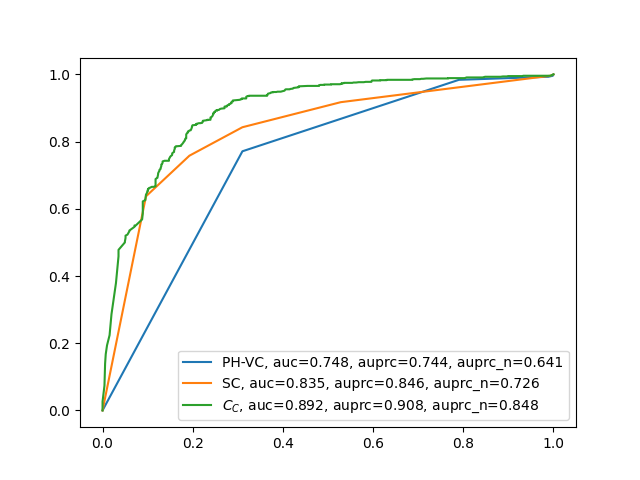 1.0
0.8
0.6
0.4
0.2
0.0
PH-VC, auc=0.748, auprc=0.744, auprc_n=0.641
SC, auc=0.835, auprc=0.846, auprc_n=0.726
C_C, auc=0.892, auprc=0.908, auprc_n=0.848
0.0 0.2 0.4 0.6 0.8 1.0